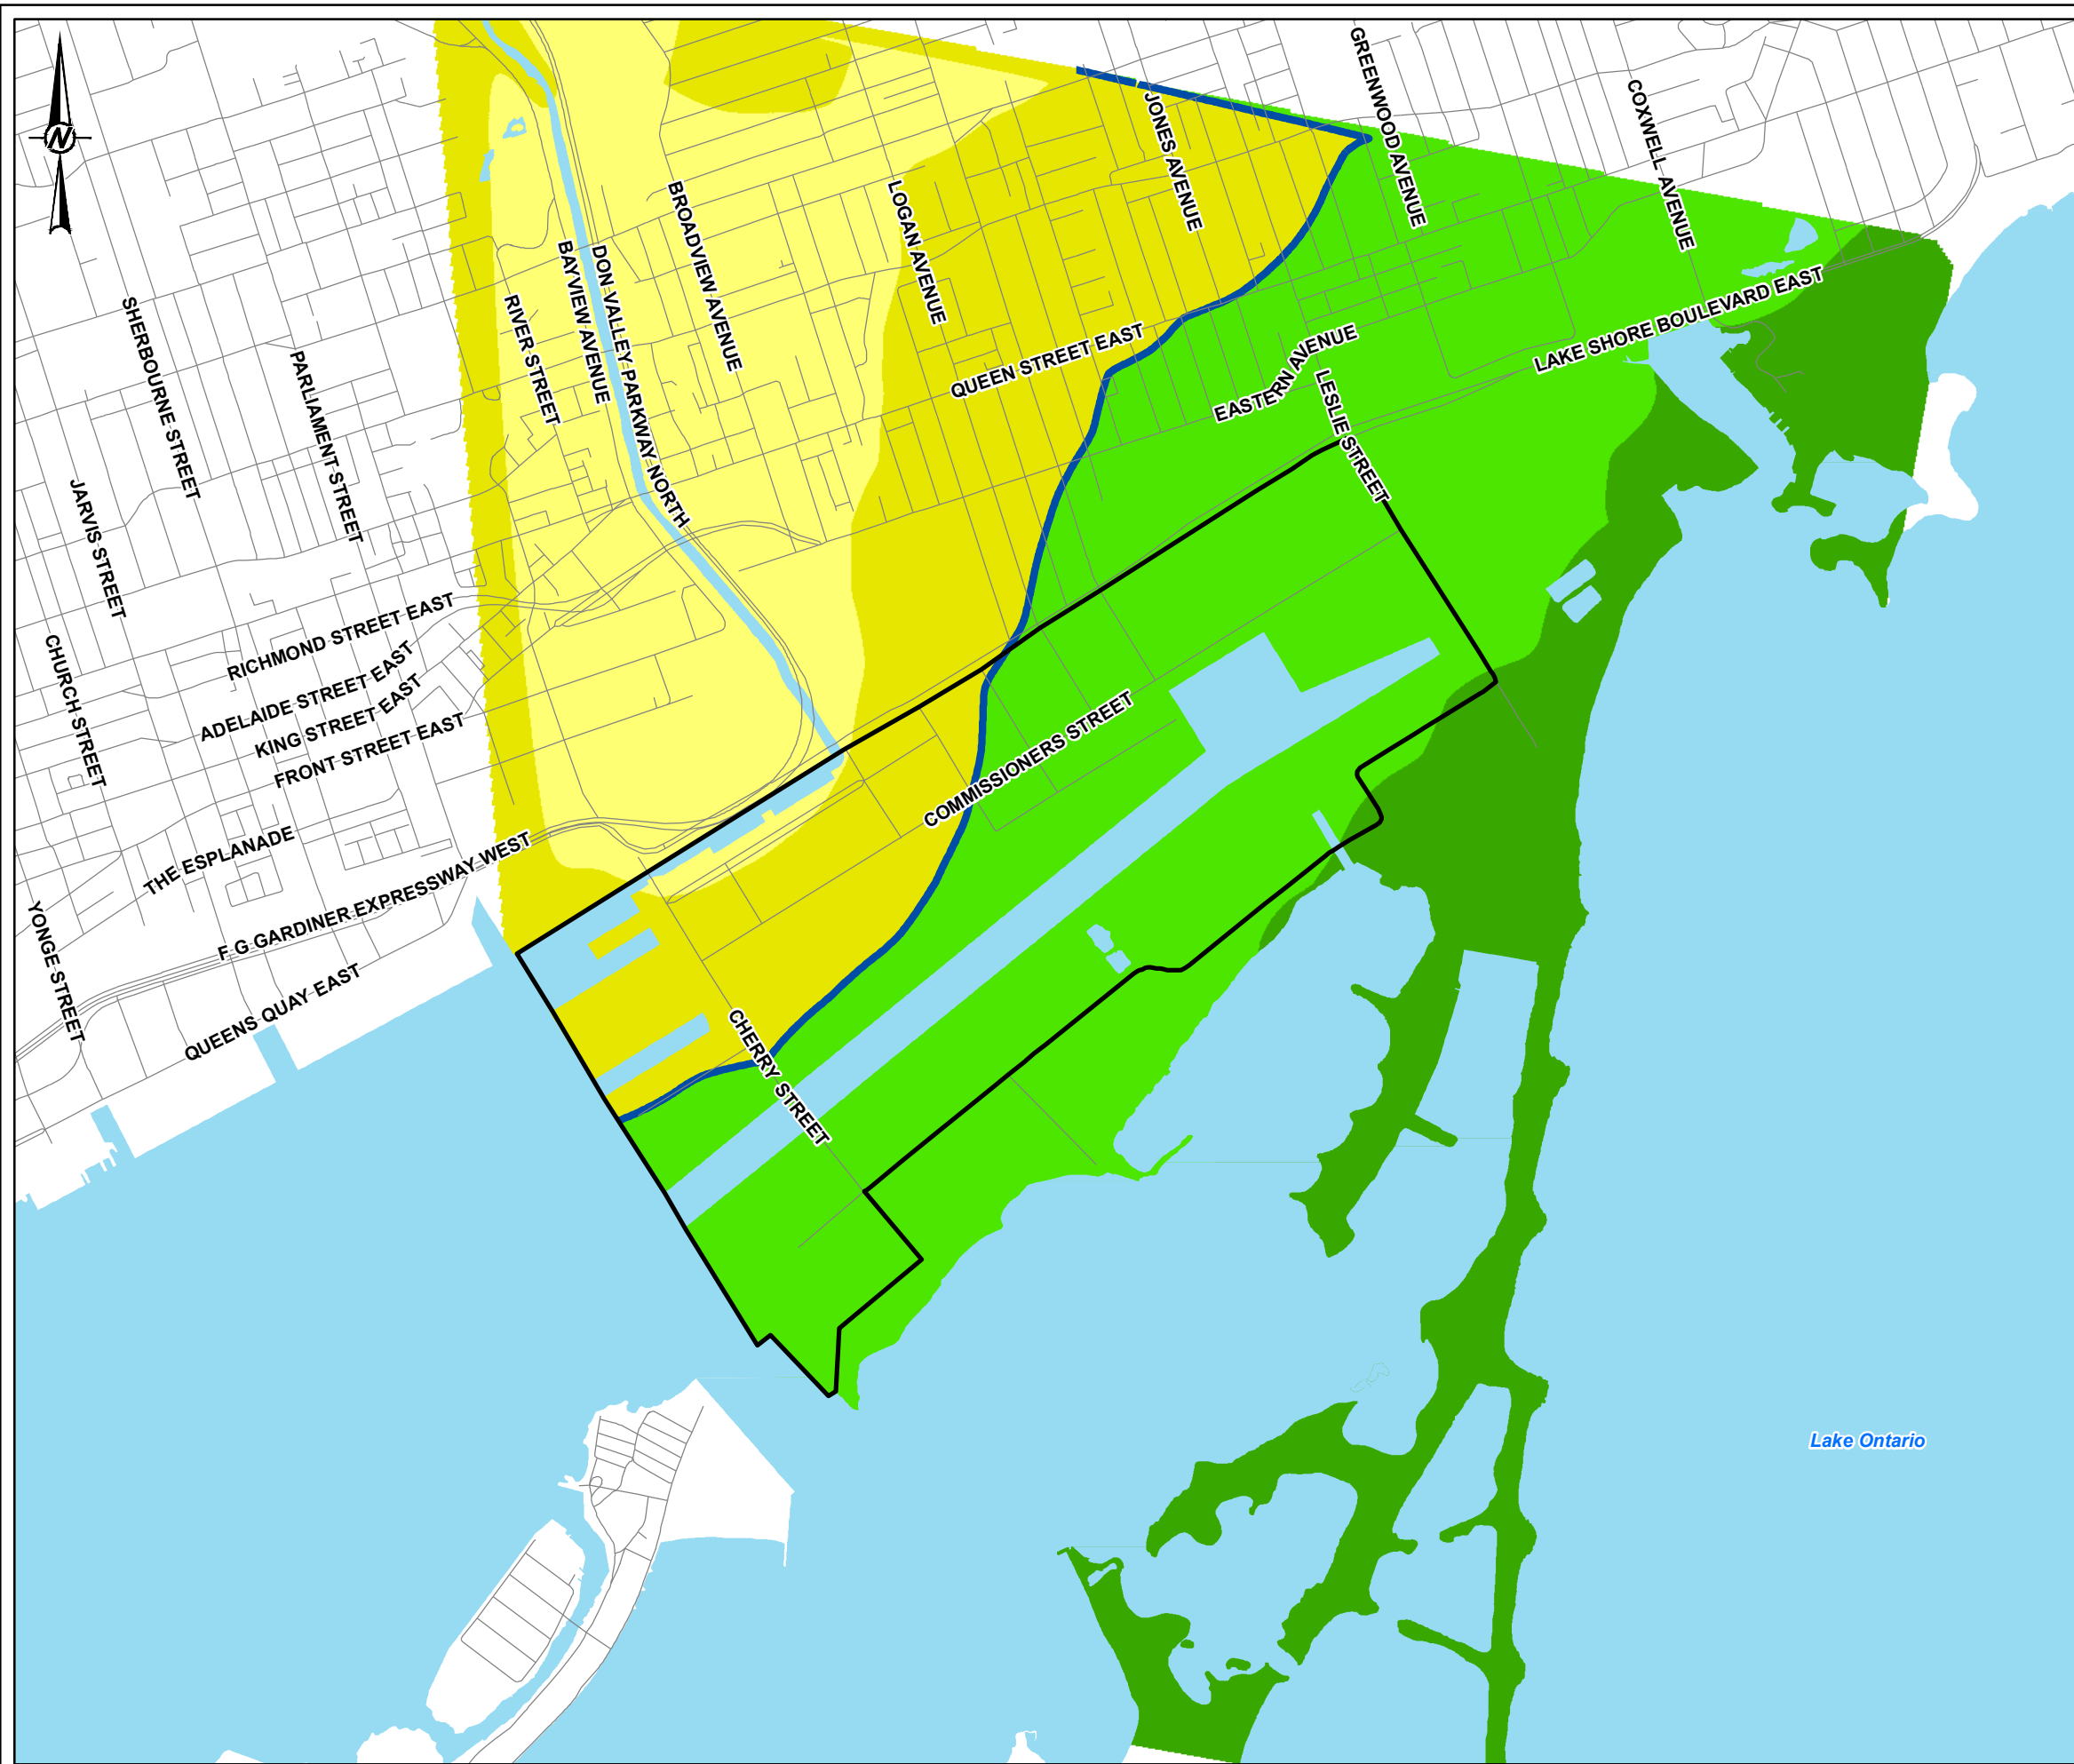 N
GREENWOOD AVENUE
COXWELL AVENUE
JONES AVENUE
LOGAN AVENUE
BROADVIEW AVENUE
DON VALLEY PARKWAY NORTH
BAYVIEW AVENUE
RIVER STREET
SHERBOURNE STREET
PARLIAMENT STREET
QUEEN STREET EAST
EASTERN AVENUE
LAKE SHORE BOULEVARD EAST
LESLIE STREET
JARVIS STREET
CHURCH STREET
RICHMOND STREET EAST
ADELAIDE STREET EAST
KING STREET EAST
FRONT STREET EAST
COMMISSIONERS STREET
THE ESPLANADE
F G GARDINER EXPRESSWAY WEST
YONGE STREET
QUEENS QUAY EAST
CHERRY STREET
Lake Ontario